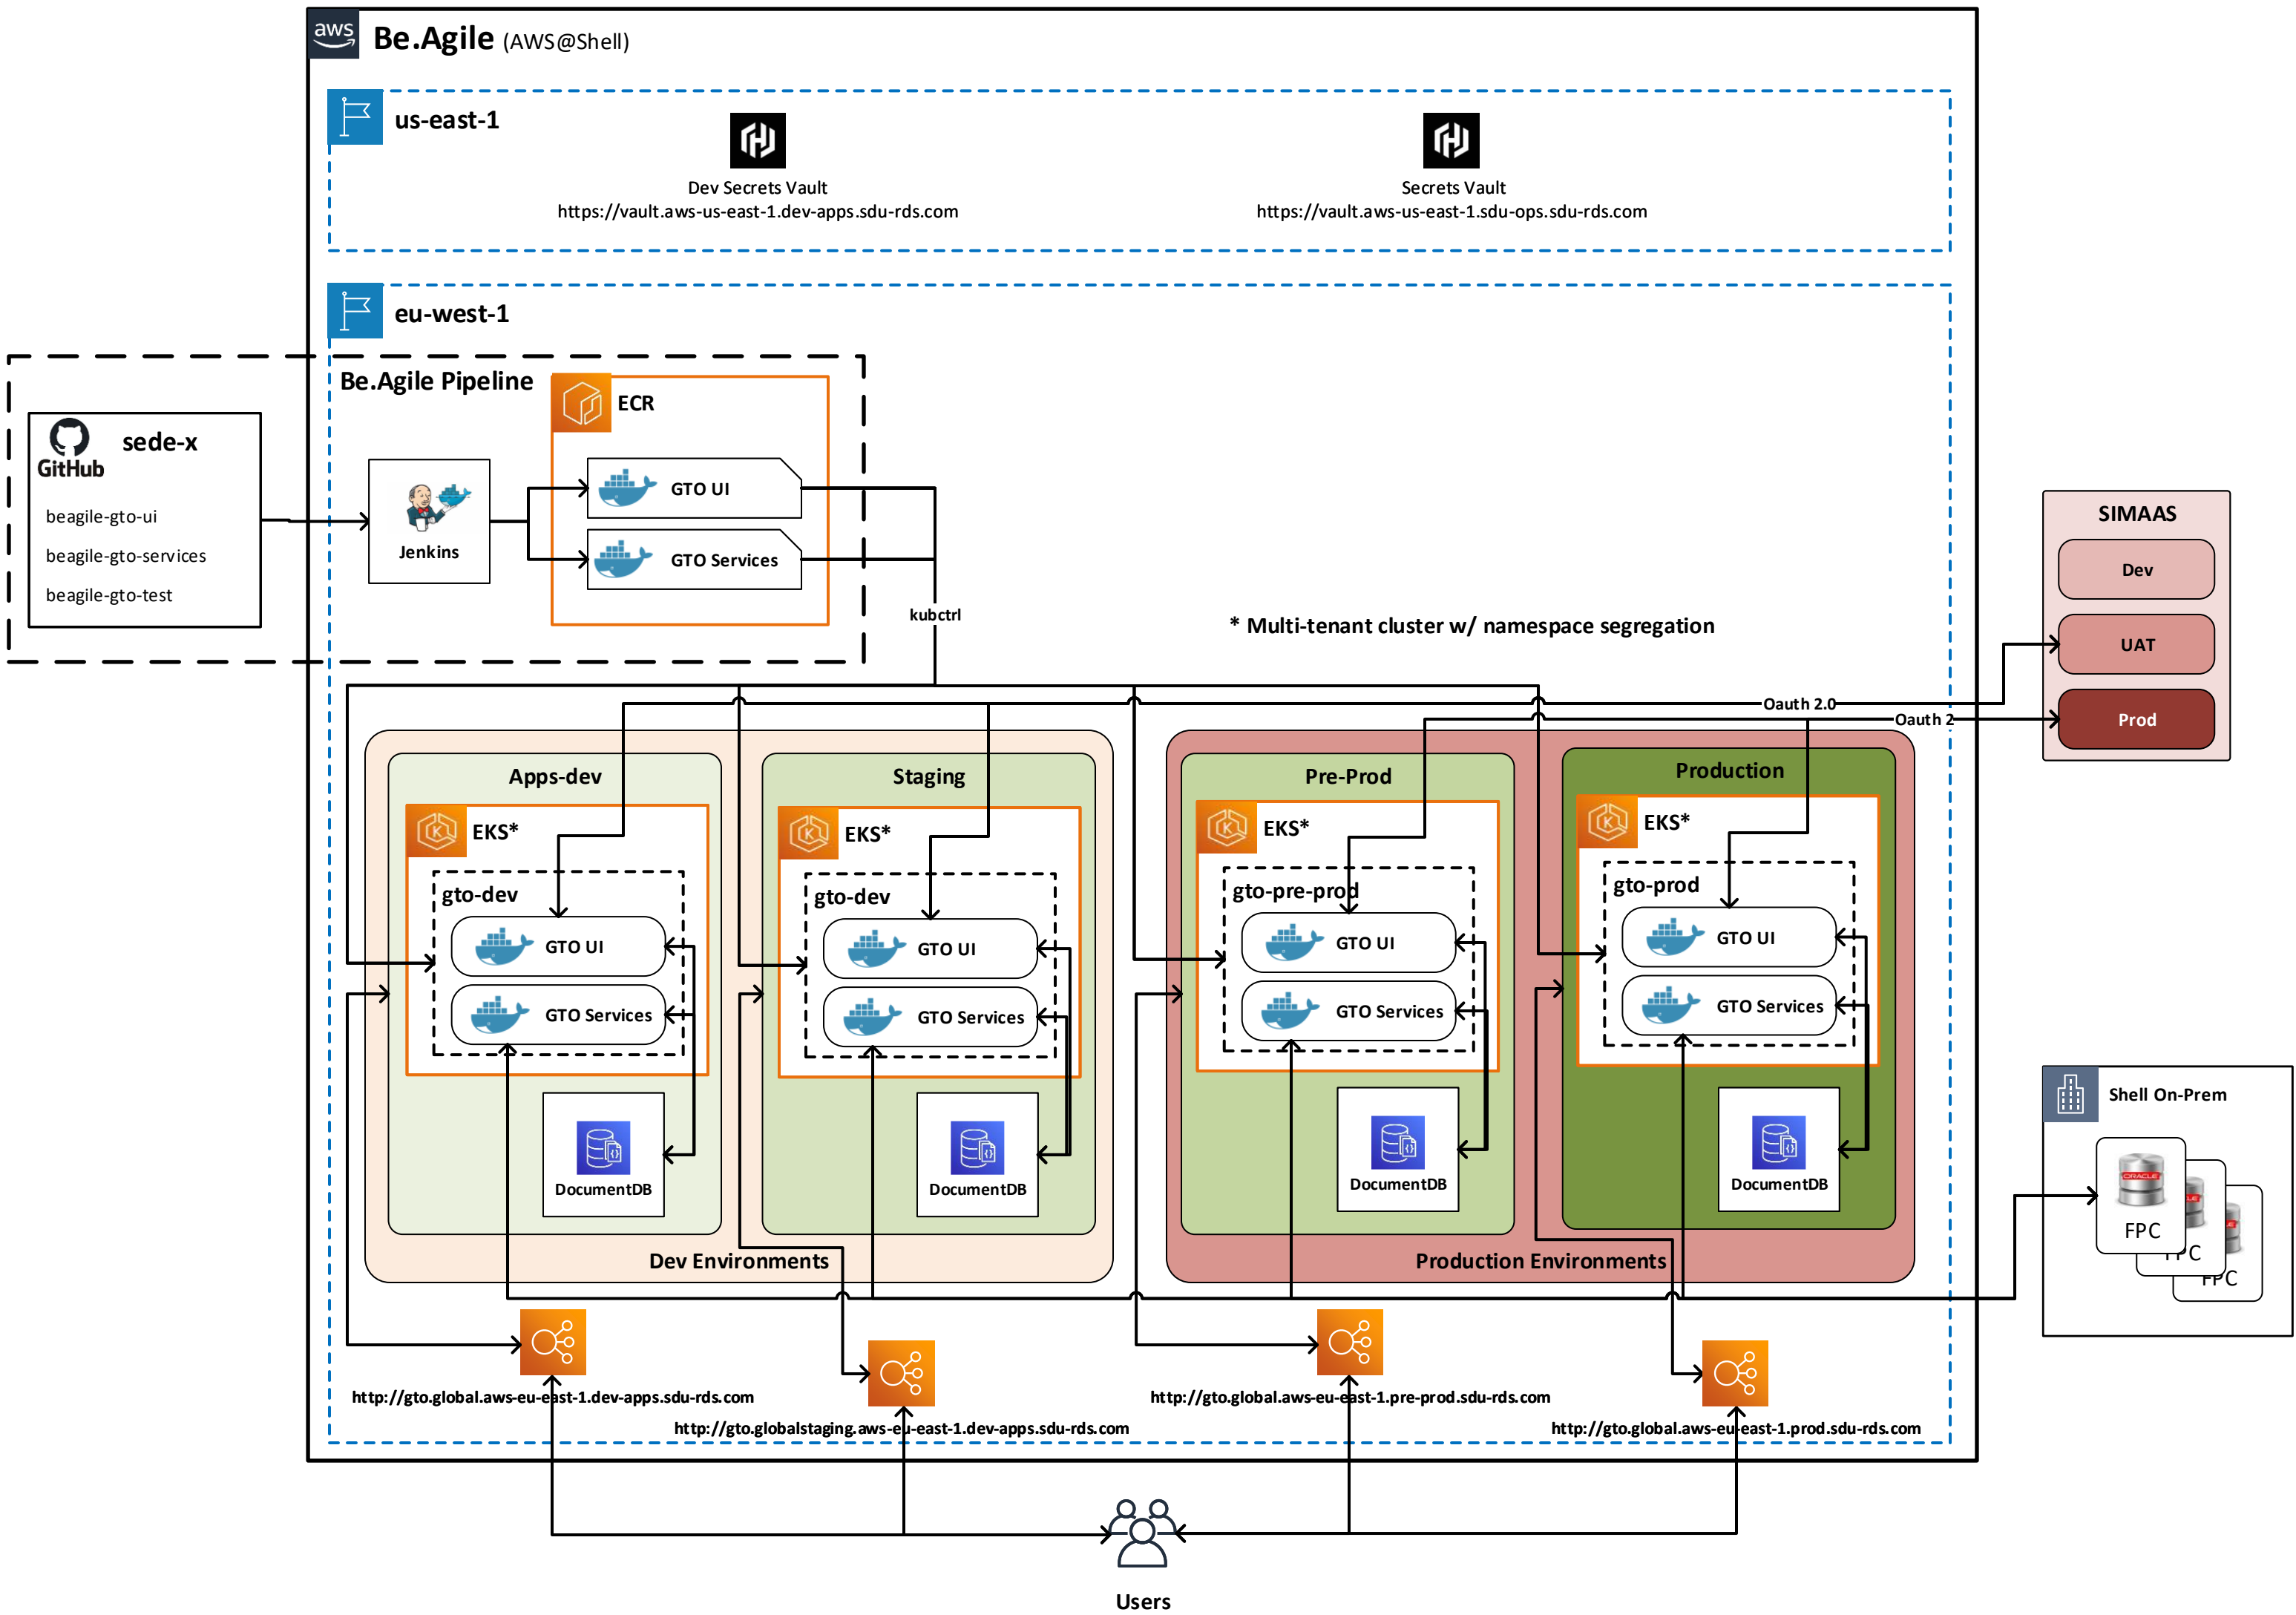 aws
Be.Agile (AWS@Shell)
us-east-1
Dev Secrets Vault
https://vault.aws-us-east-1.dev-apps.sdu-rds.com
Secrets Vault
https://vault.aws-us-east-1.sdu-ops.sdu-rds.com
eu-west-1
Be.Agile Pipeline
GitHub
sede-x
beagile-gto-ui
beagile-gto-services
beagile-gto-test
Jenkins
ECR
GTO UI
GTO Services
kubctrl
* Multi-tenant cluster w/ namespace segregation
SIMAAS
Dev
UAT
Prod
Oauth 2.0
Oauth 2
Apps-dev
EKS*
gto-dev
GTO UI
GTO Services
DocumentDB
Staging
EKS*
gto-dev
GTO UI
GTO Services
DocumentDB
Dev Environments
Pre-Prod
EKS*
gto-pre-prod
GTO UI
GTO Services
DocumentDB
Production
EKS*
gto-prod
GTO UI
GTO Services
DocumentDB
Production Environments
Shell On-Prem
ORACLE
FPC
FPC
FPC
http://gto.global.aws-eu-east-1.dev-apps.sdu-rds.com
http://gto.globalstaging.aws-eu-east-1.dev-apps.sdu-rds.com
http://gto.global.aws-eu-east-1.pre-prod.sdu-rds.com
http://gto.global.aws-eu-east-1.prod.sdu-rds.com
Users